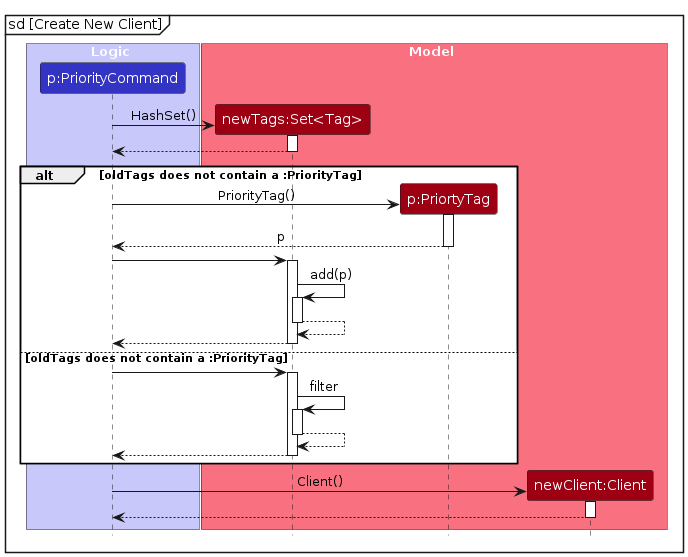 sd [Create New Client]
Logic
Model
p:PriorityCommand
HashSet()
newTags:Set<Tag>
alt
[oldTags does not contain a :PriorityTag]
PriorityTag()
p:PriortyTag
p
add(p)
[oldTags does not contain a :PriorityTag]
filter
Client()
newClient:Client